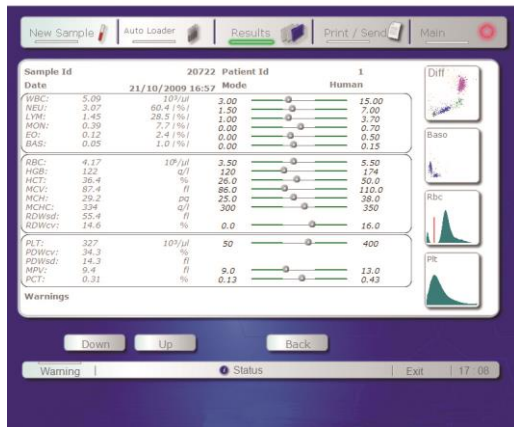 New Sample
Auto Loader
Results
Print / Send
Main
Sample Id 20722 Patient Id 1
Date 21/10/2009 16:57 Mode Human
WBC: 5.09 10³/µl 3.00 15.00
NEU: 3.07 60.4 (%) 1.50 7.00
LYM: 1.45 28.5 (%) 1.00 3.70
MON: 0.39 7.7 (%) 0.00 0.70
EO: 0.12 2.4 (%) 0.00 0.50
BAS: 0.05 1.0 (%) 0.00 0.15
RBC: 4.17 10⁶/µl 3.50 5.50
HGB: 122 g/l 120 174
HCT: 36.4 % 26.0 50.0
MCV: 87.4 fl 86.0 110.0
MCH: 29.2 pg 25.0 38.0
MCHC: 334 g/l 300 350
RDWsd: 55.4 fl
RDWcv: 14.6 % 0.0 16.0
PLT: 327 10³/µl 50 400
PDWcv: 34.3 %
PDWsd: 14.3 fl
MPV: 9.4 fl 9.0 13.0
PCT: 0.31 % 0.13 0.43
Warnings
Diff
Baso
Rbc
Plt
Down
Up
Back
Warning
Status
Exit
17:08